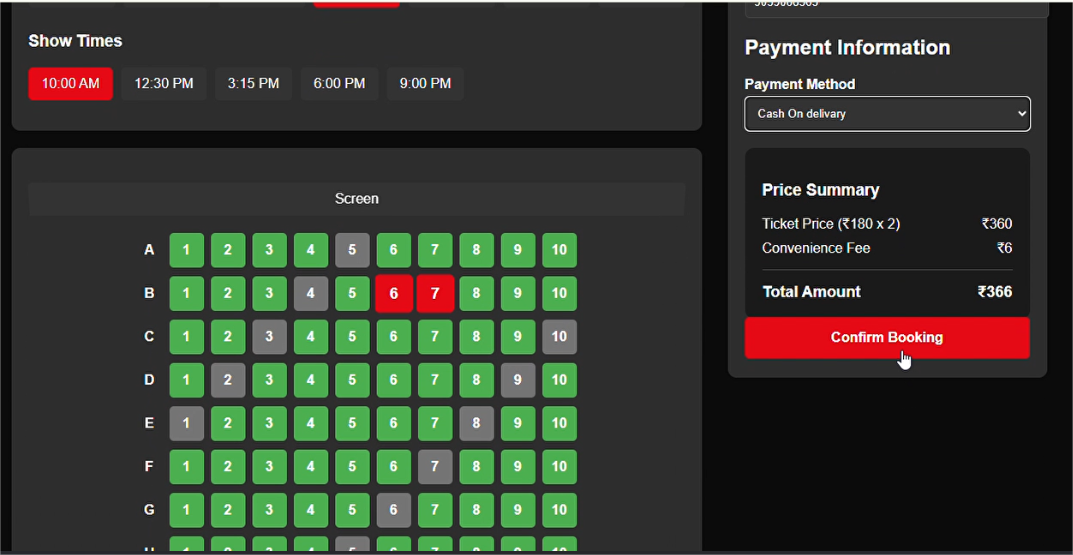 Show Times
10:00 AM 12:30 PM 3:15 PM 6:00 PM 9:00 PM
Screen
A 1 2 3 4 5 6 7 8 9 10
B 1 2 3 4 5 6 7 8 9 10
C 1 2 3 4 5 6 7 8 9 10
D 1 2 3 4 5 6 7 8 9 10
E 1 2 3 4 5 6 7 8 9 10
F 1 2 3 4 5 6 7 8 9 10
G 1 2 3 4 5 6 7 8 9 10
Payment Information
Payment Method
Cash On delivery
Price Summary
Ticket Price (₹180 x 2) ₹360
Convenience Fee ₹6
Total Amount ₹366
Confirm Booking